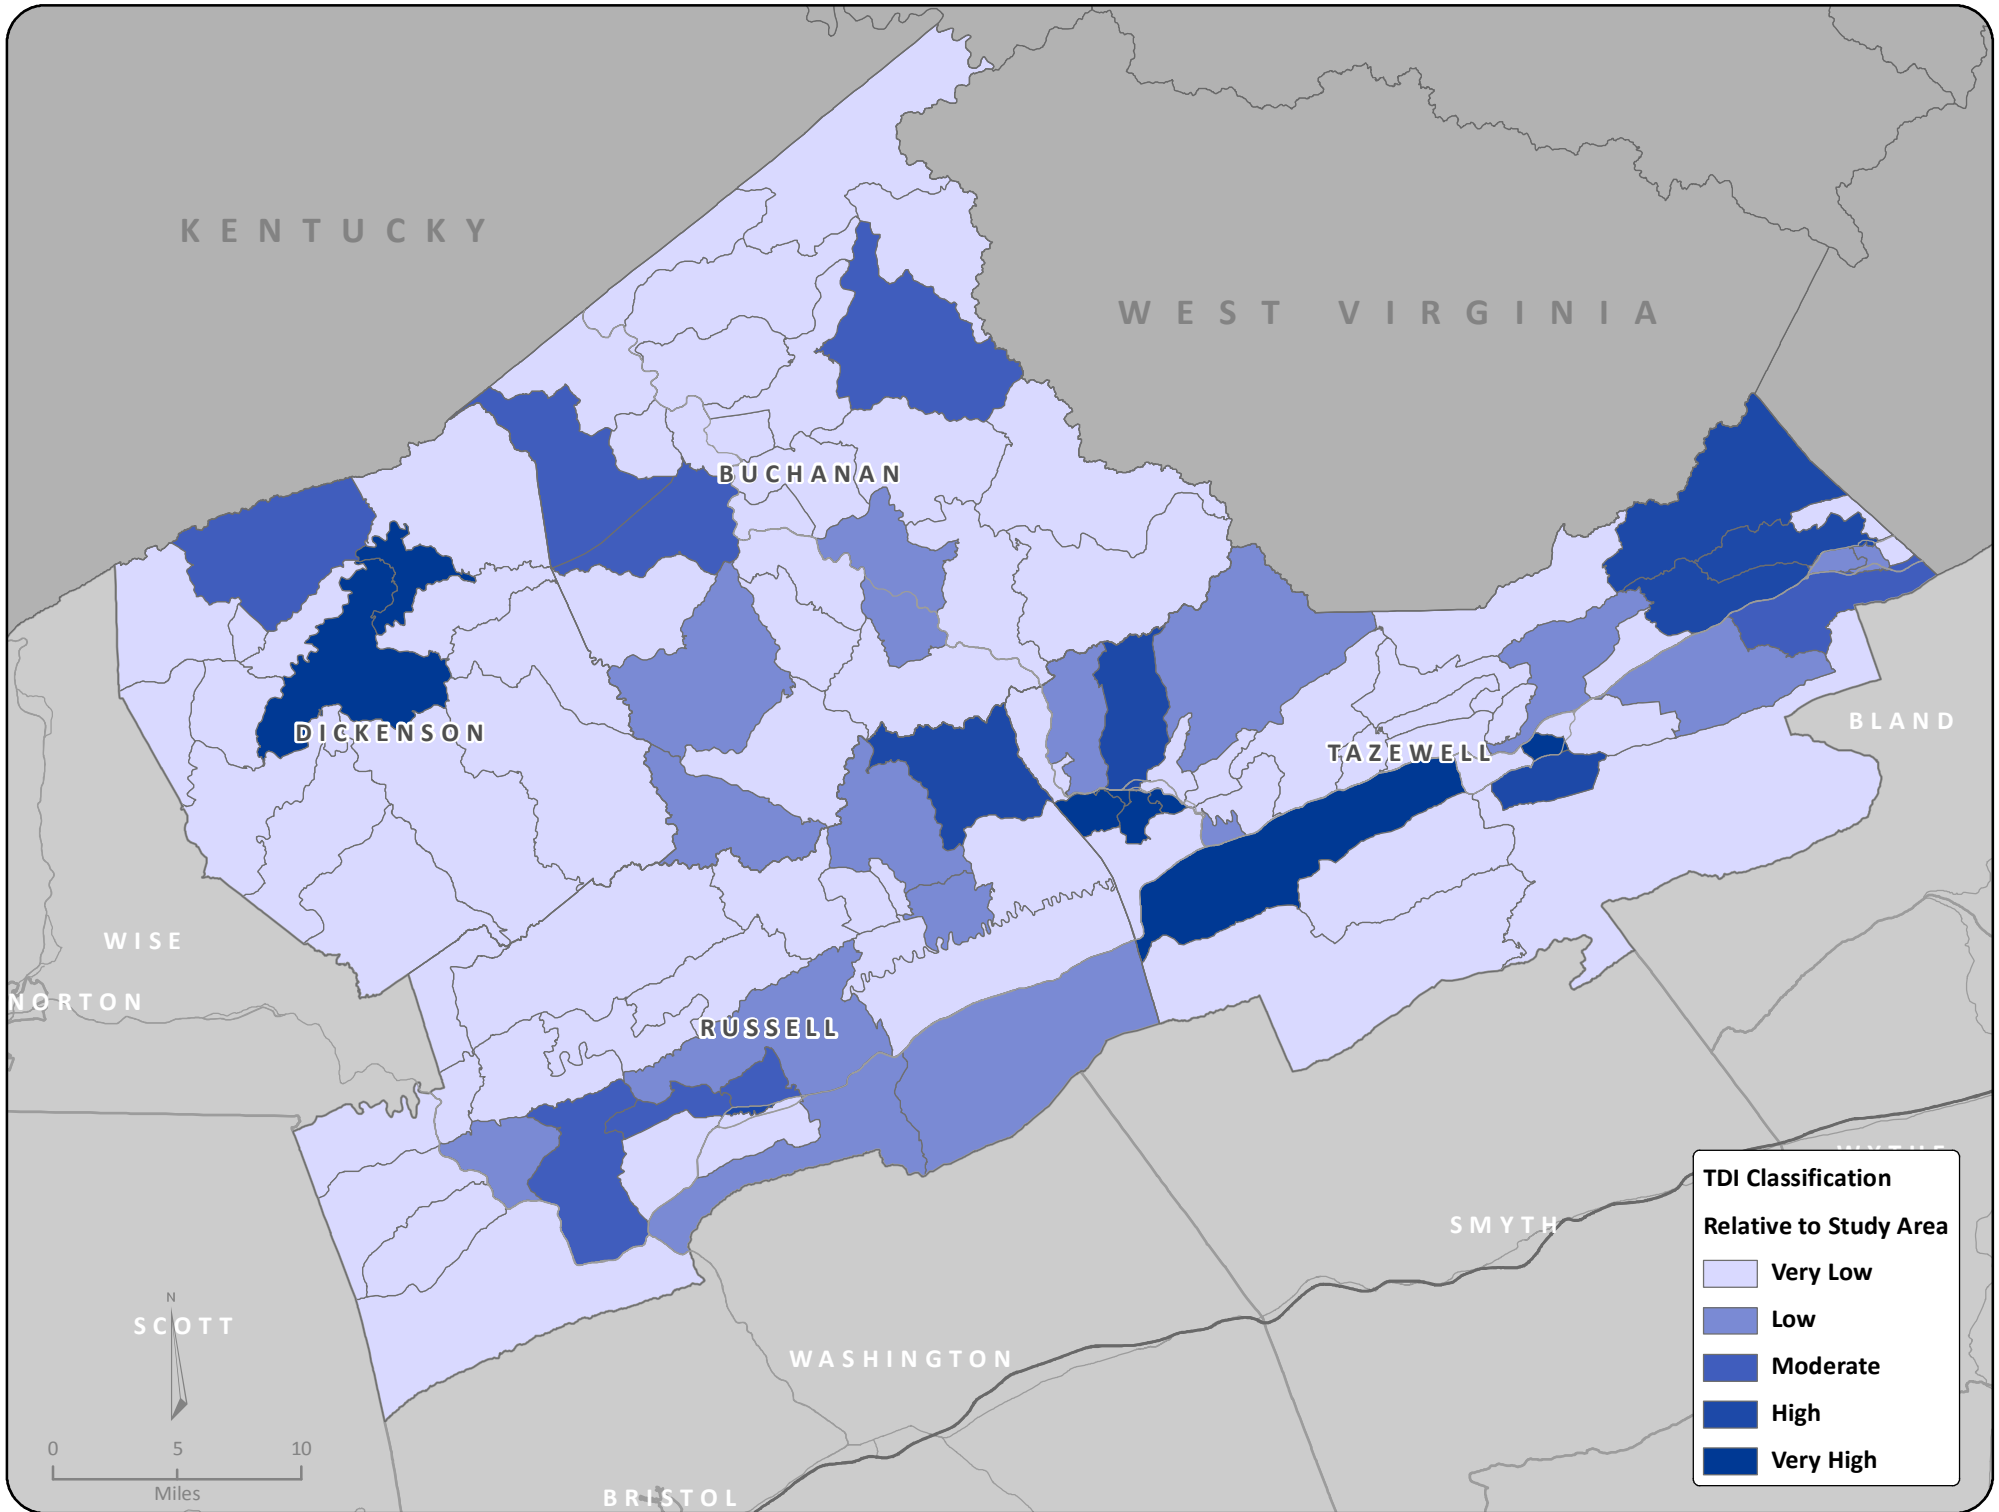 KENTUCKY
WEST VIRGINIA
BUCHANAN
DICKENSON
TAZEWELL
BLAND
WISE
NORTON
RUSSELL
WYTHE
TDI Classification
Relative to Study Area
Very Low
Low
Moderate
High
Very High
SMYTH
N
SCOTT
WASHINGTON
0 5 10
Miles
BRISTOL